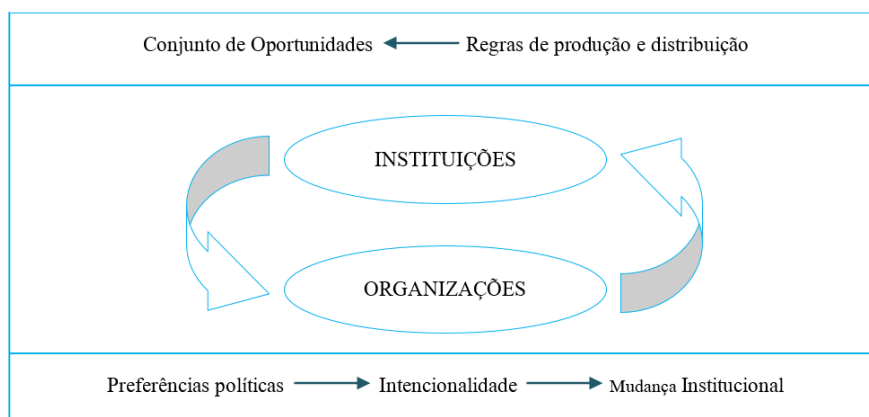 Conjunto de Oportunidades Regras de produção e distribuição
INSTITUIÇÕES
ORGANIZAÇÕES
Preferências políticas Intencionalidade Mudança Institucional